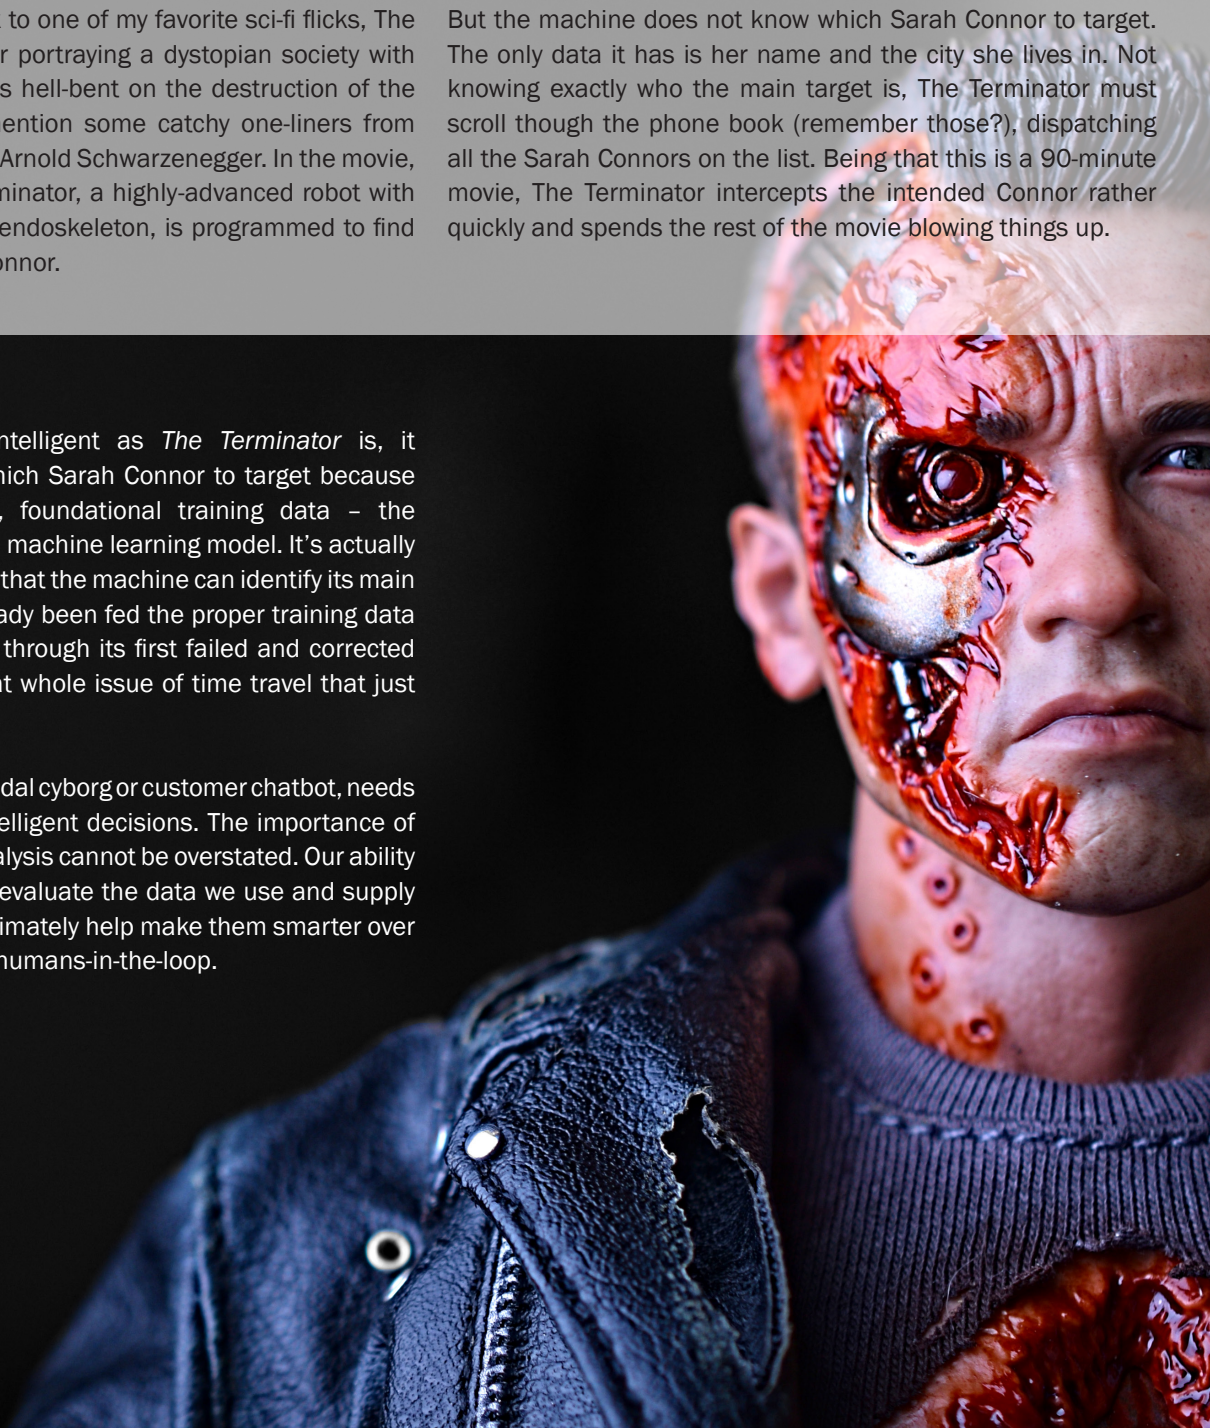 to one of my favorite sci-fi flicks, The
portraying a dystopian society with
hell-bent on the destruction of the
some catchy one-liners from
Arnold Schwarzenegger. In the movie,
a highly-advanced robot with
endoskeleton, is programmed to find
But the machine does not know which Sarah Connor to target.
The only data it has is her name and the city she lives in. Not
knowing exactly who the main target is, The Terminator must
scroll though the phone book (remember those?), dispatching
all the Sarah Connors on the list. Being that this is a 90-minute
movie, The Terminator intercepts the intended Connor rather
quickly and spends the rest of the movie blowing things up.
as The Terminator is, it
Sarah Connor to target because
foundational training data – the
machine learning model. It’s actually
that the machine can identify its main
been fed the proper training data
through its first failed and corrected
whole issue of time travel that just
cyborg or customer chatbot, needs
decisions. The importance of
cannot be overstated. Our ability
evaluate the data we use and supply
help make them smarter over
humans-in-the-loop.